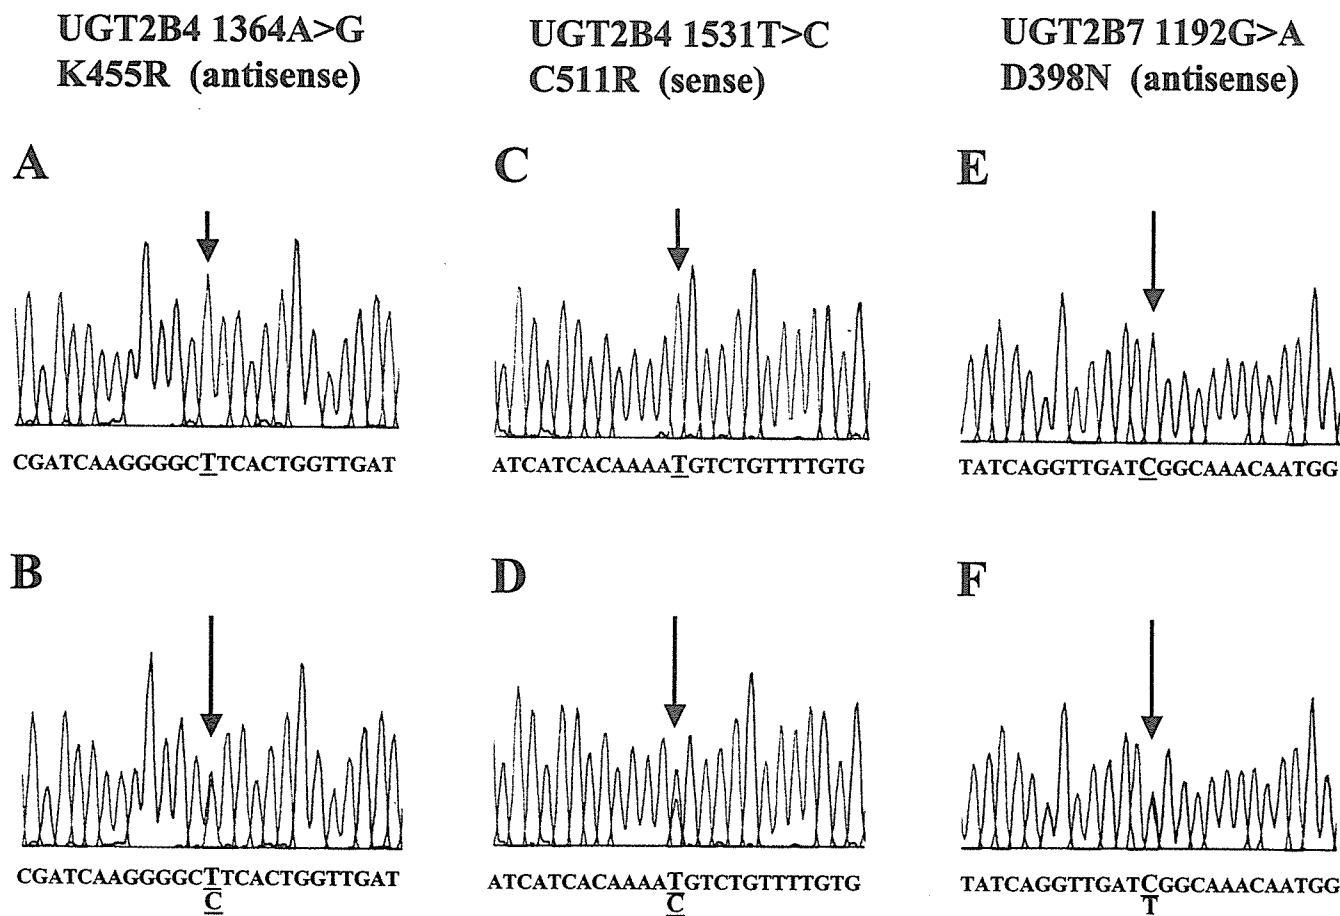 UGT2B4 1364A>G
K455R (antisense)
UGT2B4 1531T>C
C511R (sense)
UGT2B7 1192G>A
D398N (antisense)
A
C
E
CGATCAAGGGGCTTCACTGGTTGAT
ATCATCACAAAATGTCTGTTTTGTG
TATCAGGTTGATCGGCAAACAATGG
B
D
F
CGATCAAGGGGCTTCACTGGTTGAT
C
ATCATCACAAAATGTCTGTTTTGTG
C
TATCAGGTTGATCGGCAAACAATGG
T